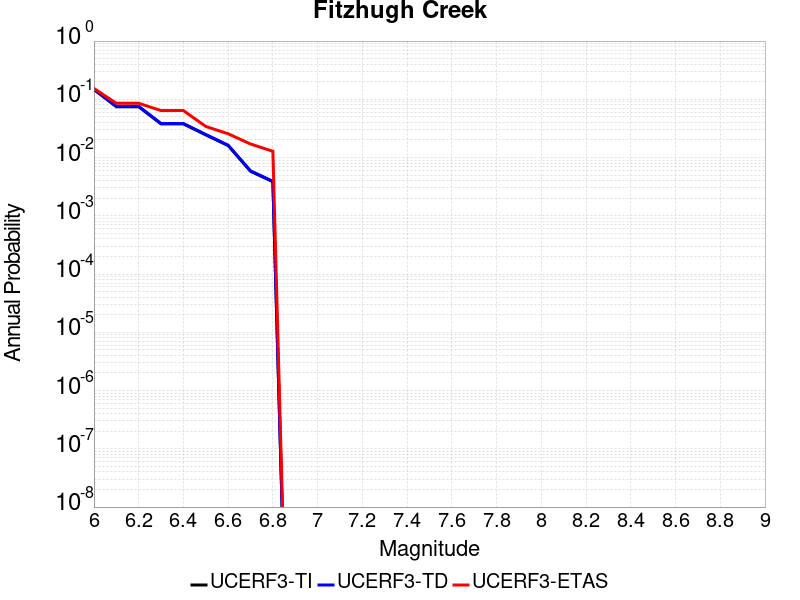 Fitzhugh Creek
10^0
10^-1
10^-2
10^-3
10^-4
10^-5
10^-6
10^-7
10^-8
Annual Probability
6 6.2 6.4 6.6 6.8 7 7.2 7.4 7.6 7.8 8 8.2 8.4 8.6 8.8 9
Magnitude
UCERF3-TI UCERF3-TD UCERF3-ETAS